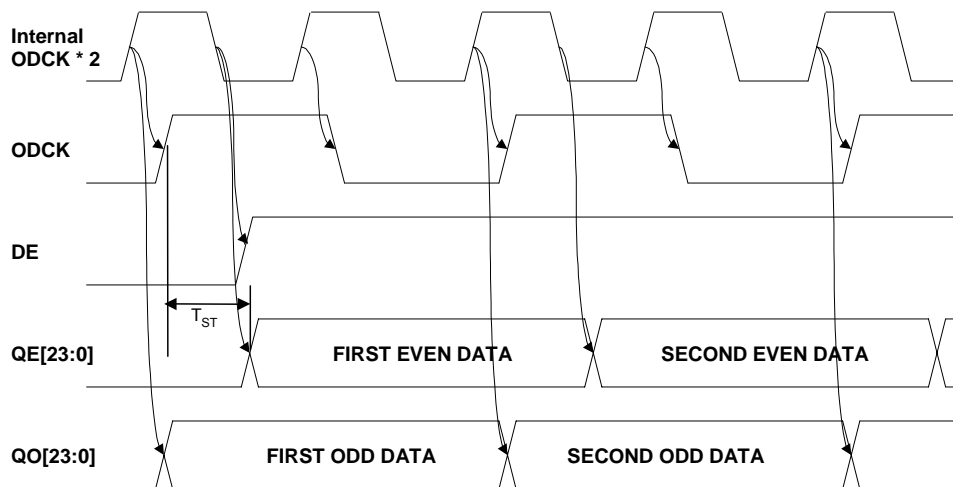 Internal
ODCK * 2
ODCK
DE
T_ST
QE[23:0] FIRST EVEN DATA SECOND EVEN DATA
QO[23:0] FIRST ODD DATA SECOND ODD DATA